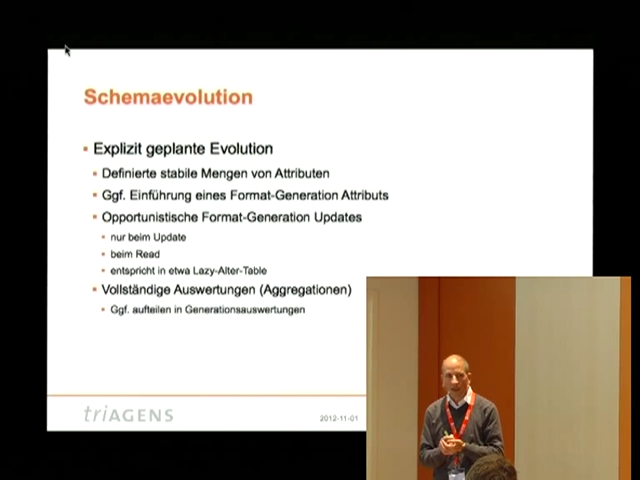 Schemaevolution
Explizit geplante Evolution
Definierte stabile Mengen von Attributen
Ggf. Einführung eines Format-Generation Attributs
Opportunistische Format-Generation Updates
nur beim Update
beim Read
entspricht in etwa Lazy-Alter-Table
Vollständige Auswertungen (Aggregationen)
Ggf. aufteilen in Generationsauswertungen
triAGENS
2012-11-01